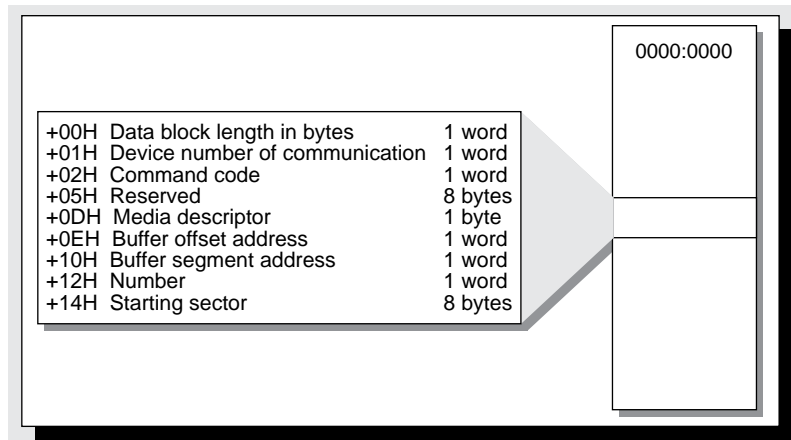 0000:0000
+00H Data block length in bytes 1 word
+01H Device number of communication 1 word
+02H Command code 1 word
+05H Reserved 8 bytes
+0DH Media descriptor 1 byte
+0EH Buffer offset address 1 word
+10H Buffer segment address 1 word
+12H Number 1 word
+14H Starting sector 8 bytes